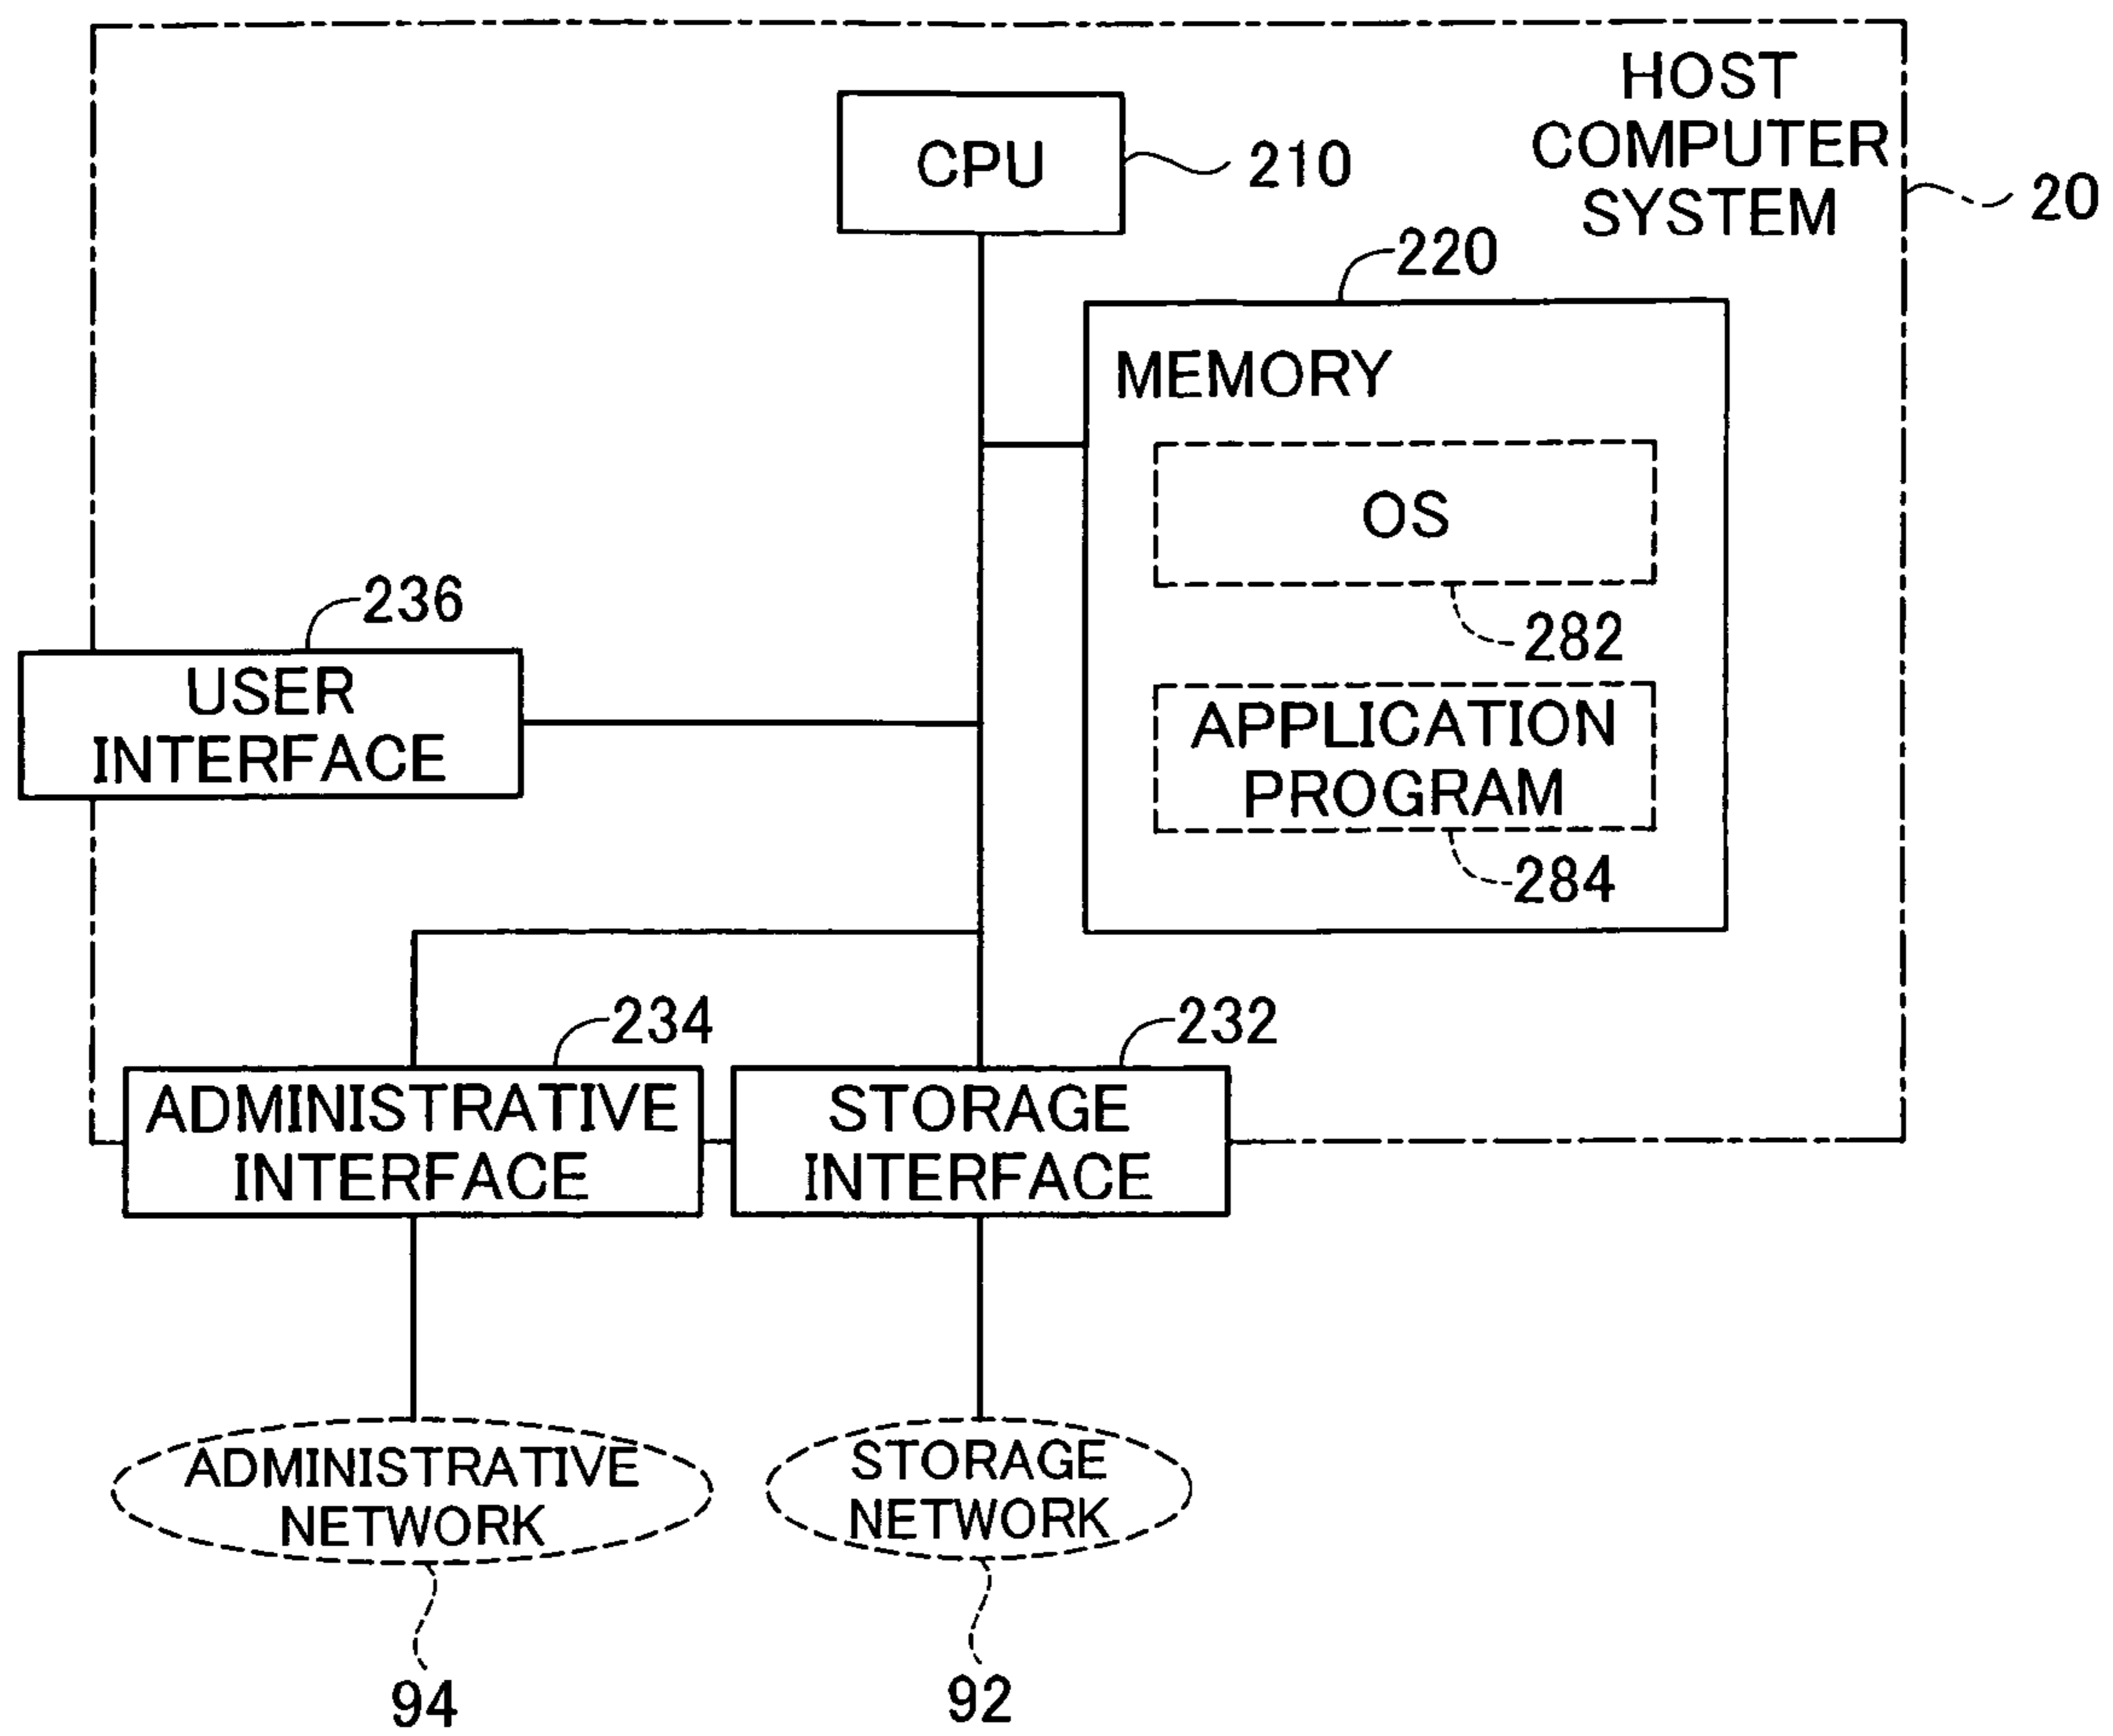 HOST
COMPUTER
SYSTEM
20
CPU
210
220
MEMORY
OS
282
APPLICATION
PROGRAM
284
236
USER
INTERFACE
234
ADMINISTRATIVE
INTERFACE
232
STORAGE
INTERFACE
ADMINISTRATIVE
NETWORK
94
STORAGE
NETWORK
92